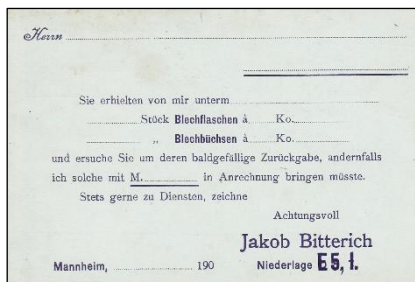 Herrn
Sie erhielten von mir unterm
Stück Blechflaschen à Ko.
„ Blechbüchsen à Ko.
und ersuche Sie um deren baldgefällige Zurückgabe, andernfalls
ich solche mit M. in Anrechnung bringen müsste.
Stets gerne zu Diensten, zeichne
Achtungsvoll
Jakob Bitterich
Mannheim, 190 Niederlage E 5, 1.